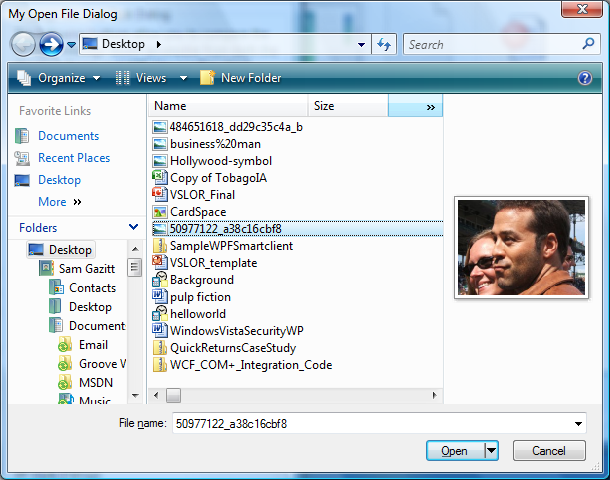 My Open File Dialog
Desktop
Search
Organize Views New Folder
Favorite Links
Documents
Recent Places
Desktop
More »
Folders
Desktop
Sam Gazitt
Contacts
Desktop
Document
Email
Groove W
MSDN
Music
Name Size »
484651618_dd29c35c4a_b
business%20man
Hollywood-symbol
Copy of TobagoIA
VSLOR_Final
CardSpace
50977122_a38c16cbf8
SampleWPFSmartclient
VSLOR_template
Background
pulp fiction
helloworld
WindowsVistaSecurityWP
QuickReturnsCaseStudy
WCF_COM+_Integration_Code
File name: 50977122_a38c16cbf8
Open Cancel